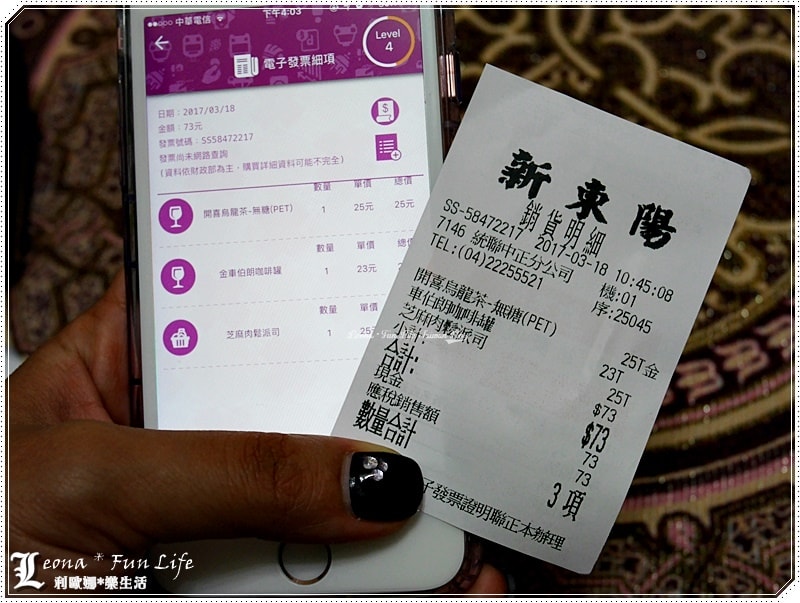 中華電信
下午4:03
Level
4
電子發票細項
日期：2017/03/18
金額：73元
發票號碼：SS58472217
發票尚未網路查詢
(資料依財政部為主，購買詳細資料可能不完全)
數量 單價 總價
開喜烏龍茶-無糖(PET) 1 25元 25元
數量 單價 總價
金車伯朗咖啡罐 1 23元
數量 單價
芝麻肉鬆派司 1 25元
新東陽
銷貨明細
SS-58472217 2017-03-18 10:45:08
7146 統聯中正分公司 機:01
TEL:(04)22255521 序:25045
開喜烏龍茶-無糖(PET) 25T
金車伯朗咖啡罐 23T
芝麻肉鬆派司 25T
小計: $73
合計: $73
現金 73
應稅銷售額 73
數量合計 3 項
子發票證明聯正本辦理
Leona * Fun Life
利歐娜*樂生活